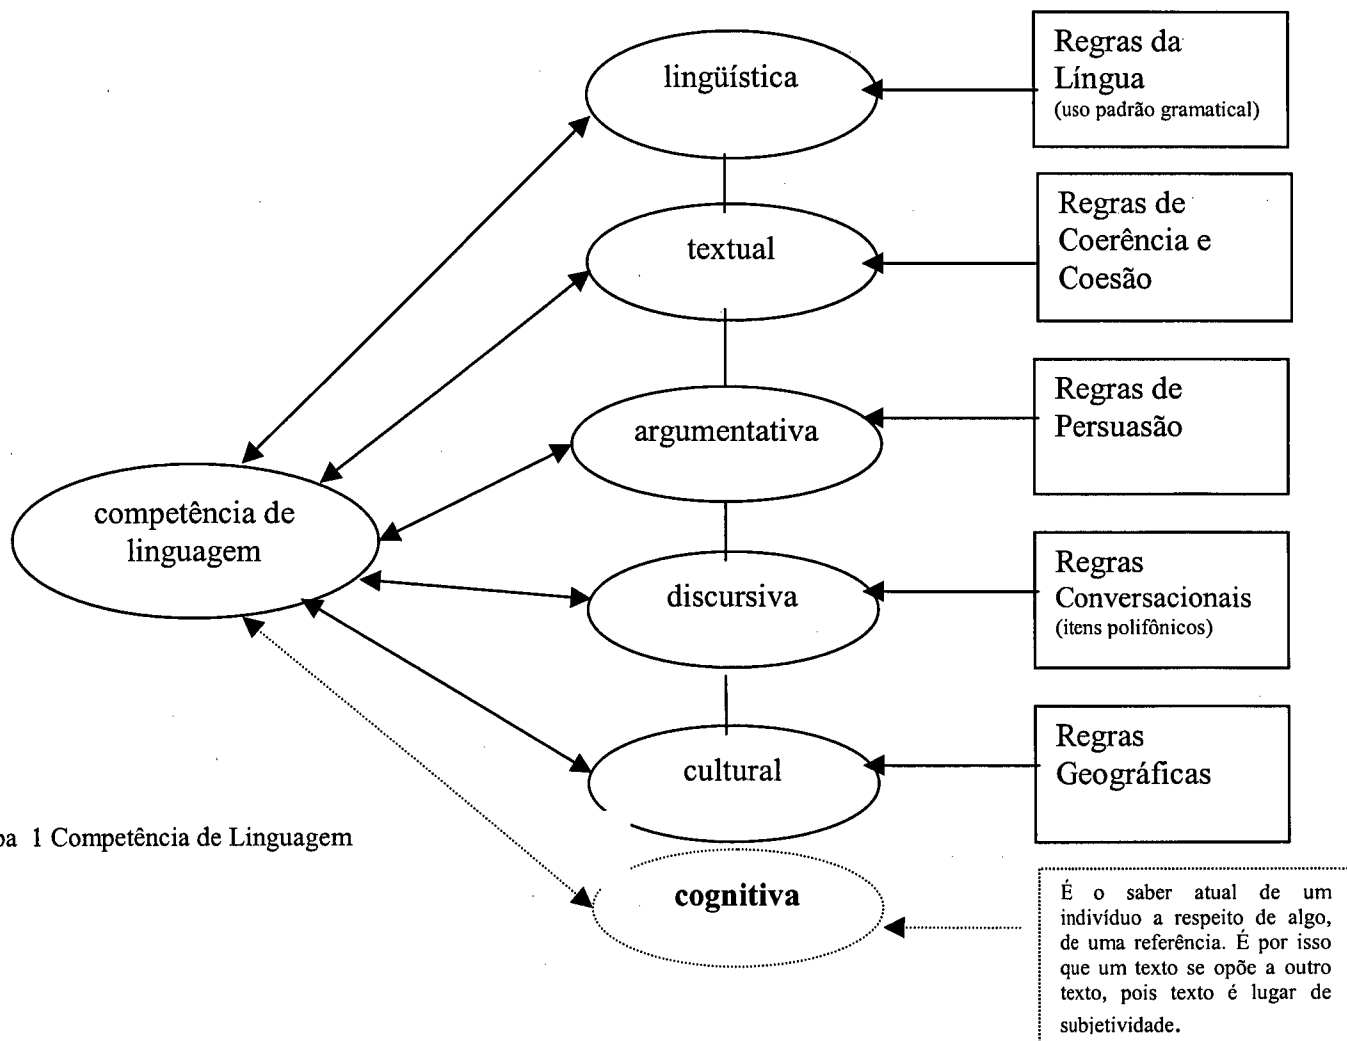 lingüística
Regras da
Língua
(uso padrão gramatical)
textual
Regras de
Coerência e
Coesão
argumentativa
Regras de
Persuasão
competência de
linguagem
discursiva
Regras
Conversacionais
(itens polifônicos)
cultural
Regras
Geográficas
pa 1 Competência de Linguagem
cognitiva
É o saber atual de um
indivíduo a respeito de algo,
de uma referência. É por isso
que um texto se opõe a outro
texto, pois texto é lugar de
subjetividade.